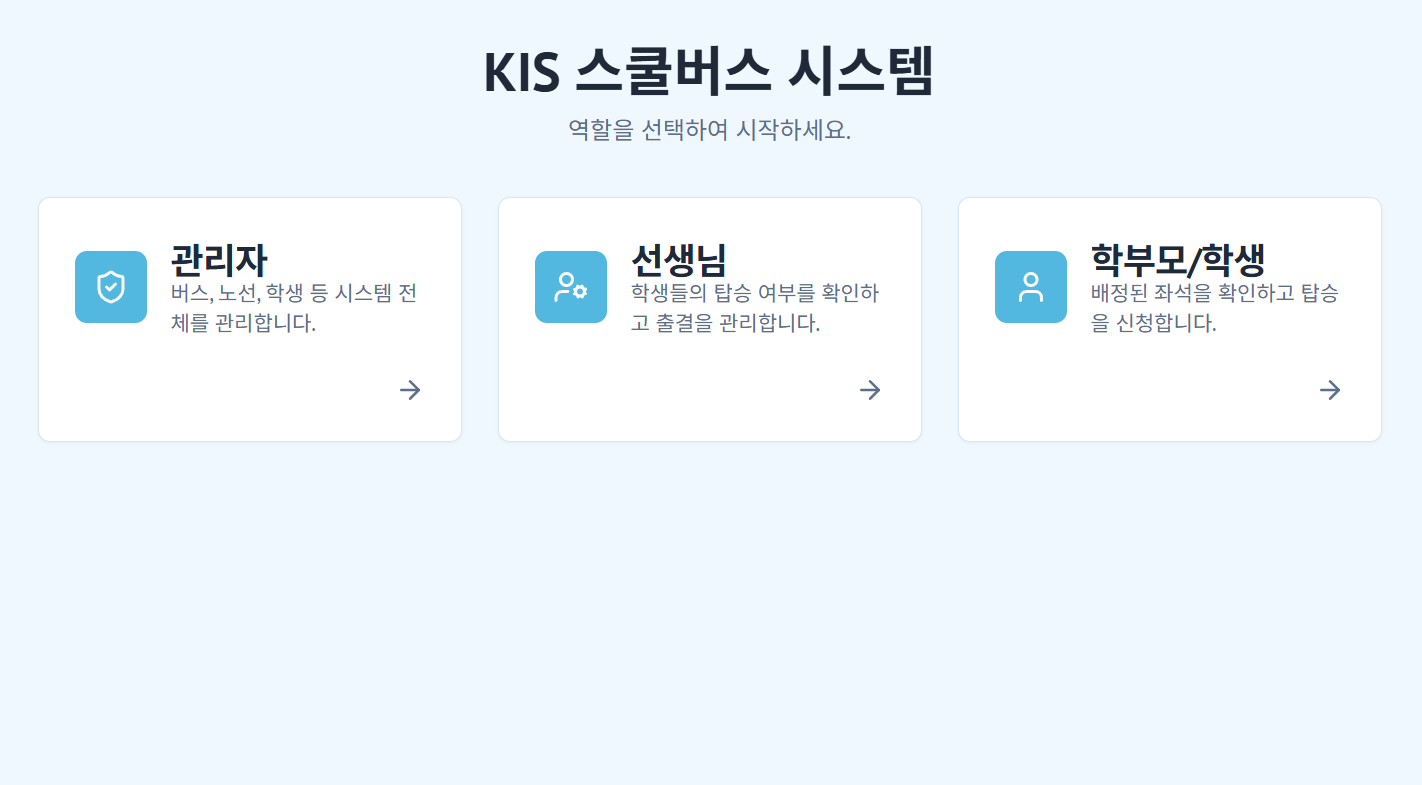 KIS 스쿨버스 시스템
역할을 선택하여 시작하세요.
관리자
버스, 노선, 학생 등 시스템 전
체를 관리합니다.
선생님
학생들의 탑승 여부를 확인하
고 출결을 관리합니다.
학부모/학생
배정된 좌석을 확인하고 탑승
을 신청합니다.